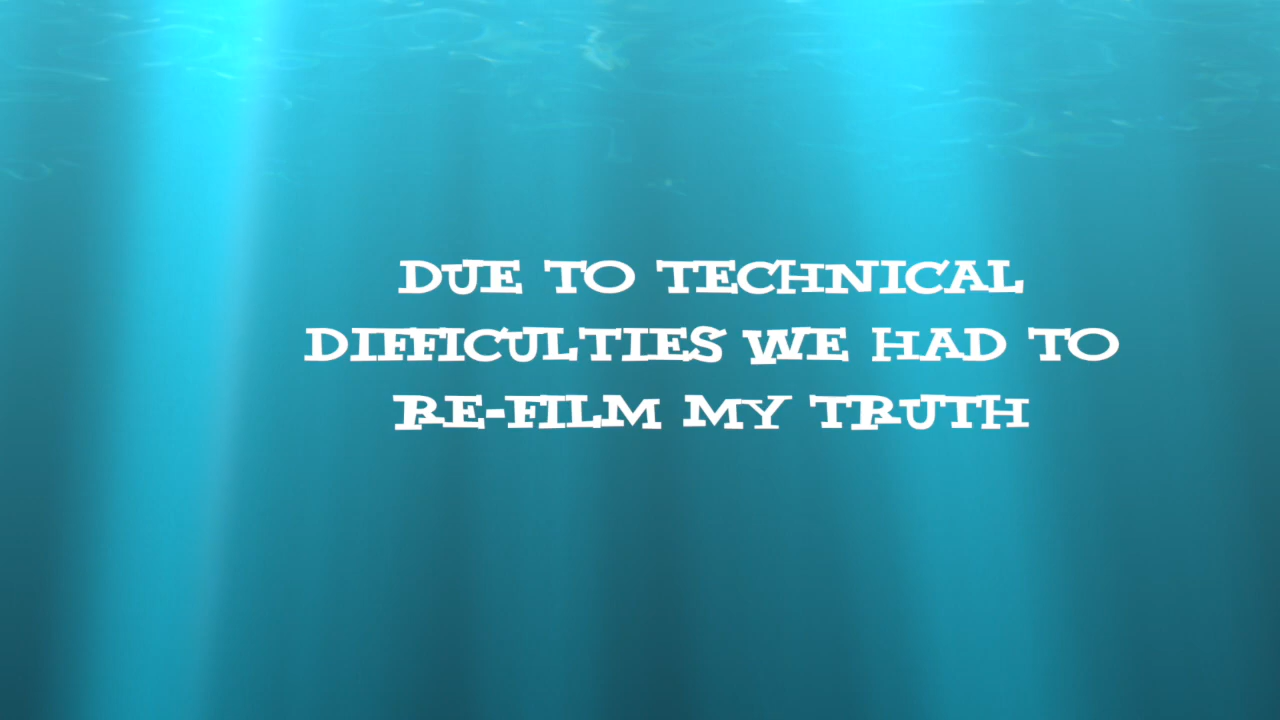 DUE TO TECHNICAL
DIFFICULTIES WE HAD TO
RE-FILM MY TRUTH